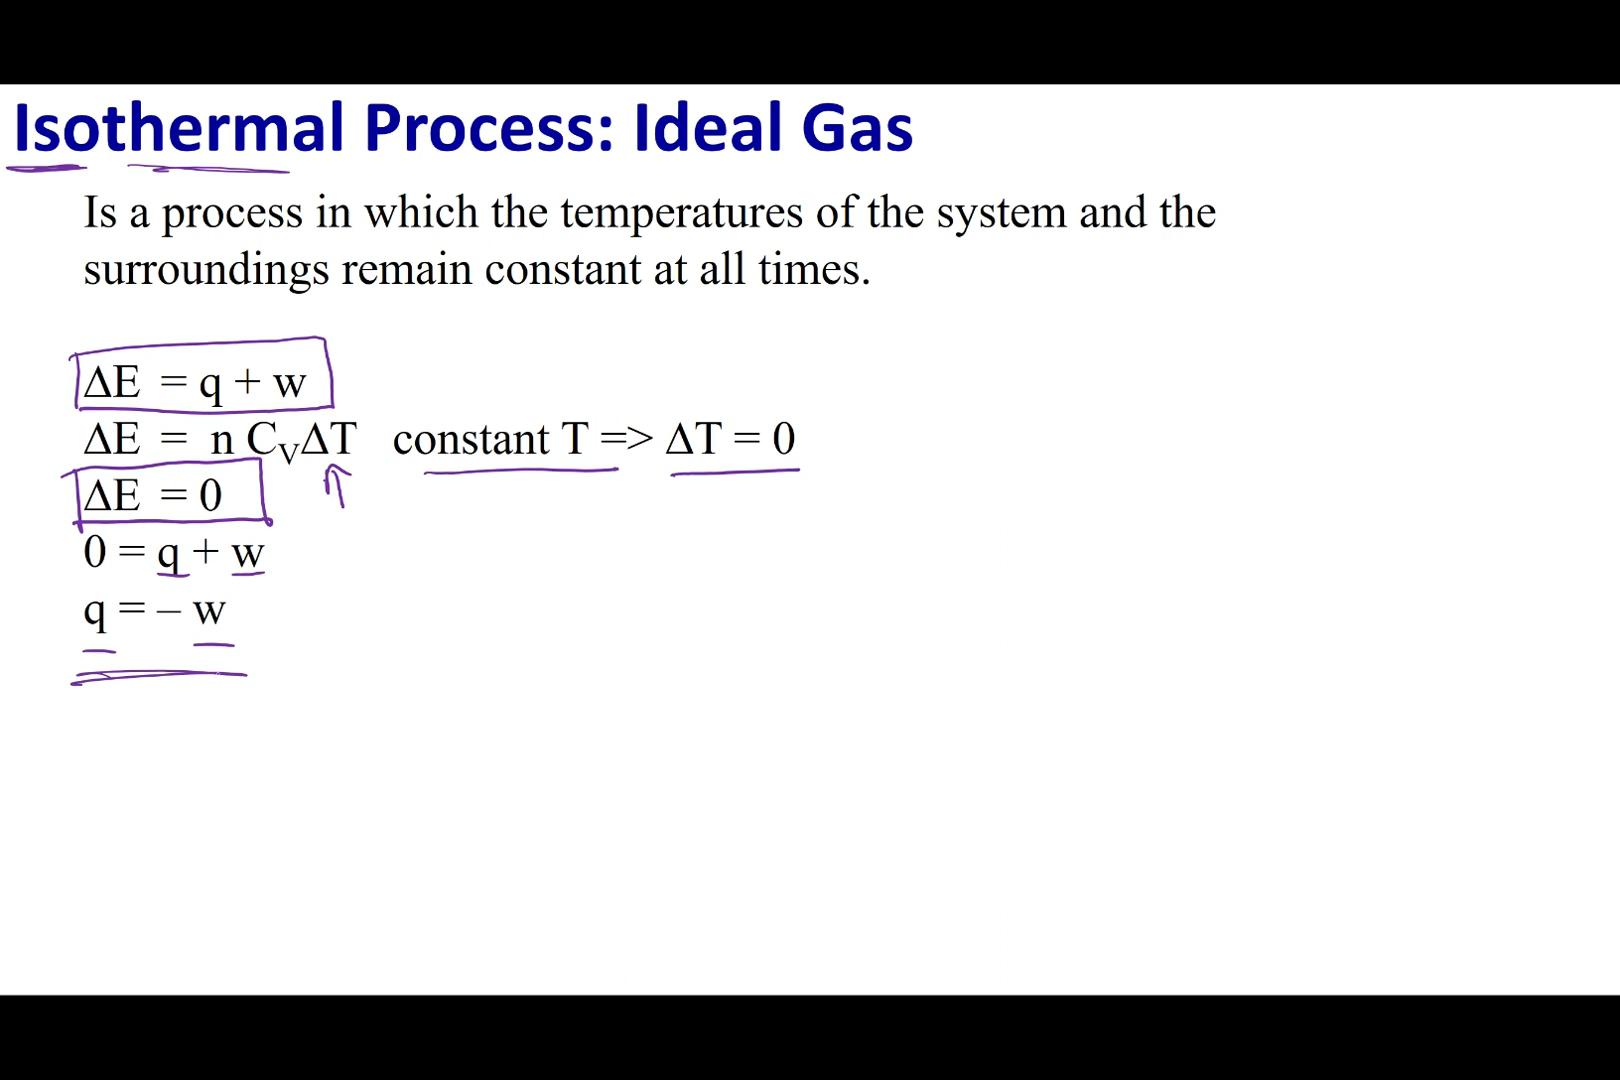 Isothermal Process: Ideal Gas
Is a process in which the temperatures of the system and the
surroundings remain constant at all times.
ΔE = q + w
ΔE = n CᵥΔT constant T => ΔT = 0
ΔE = 0
0 = q + w
q = – w